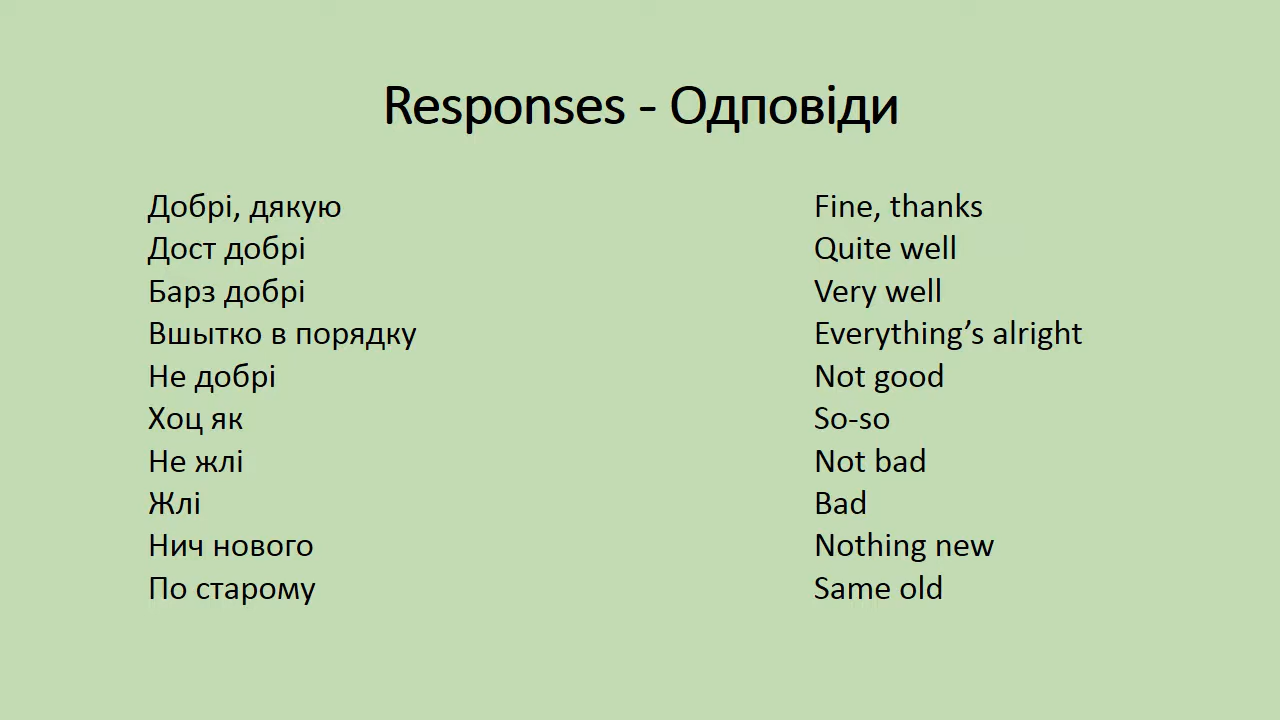 Responses - Одповіди
Добрі, дякую
Дост добрі
Барз добрі
Вшытко в порядку
Не добрі
Хоц як
Не жлі
Жлі
Нич нового
По старому
Fine, thanks
Quite well
Very well
Everything’s alright
Not good
So-so
Not bad
Bad
Nothing new
Same old